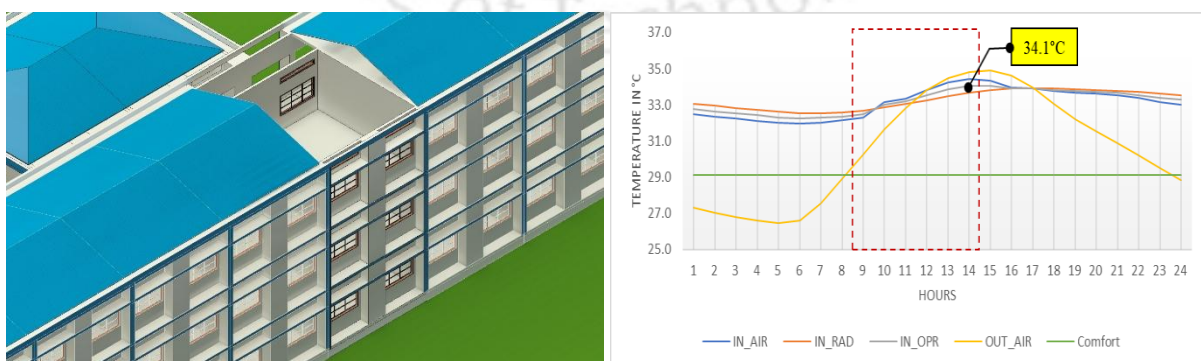 37.0
35.0
33.0
31.0
29.0
27.0
25.0
TEMPERATURE IN °C
34.1°C
1 2 3 4 5 6 7 8 9 10 11 12 13 14 15 16 17 18 19 20 21 22 23 24
HOURS
IN_AIR IN_RAD IN_OPR OUT_AIR Comfort